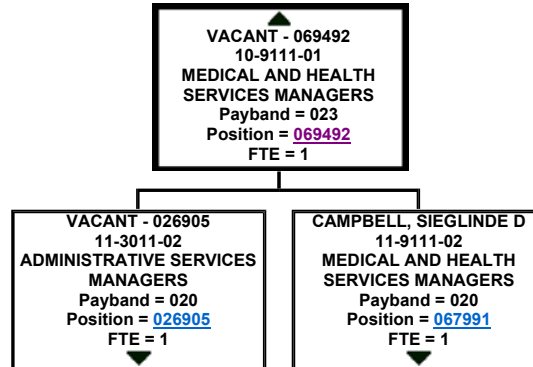 VACANT - 069492
10-9111-01
MEDICAL AND HEALTH
SERVICES MANAGERS
Payband = 023
Position = 069492
FTE = 1
VACANT - 026905
11-3011-02
ADMINISTRATIVE SERVICES
MANAGERS
Payband = 020
Position = 026905
FTE = 1
CAMPBELL, SIEGLINDE D
11-9111-02
MEDICAL AND HEALTH
SERVICES MANAGERS
Payband = 020
Position = 067991
FTE = 1